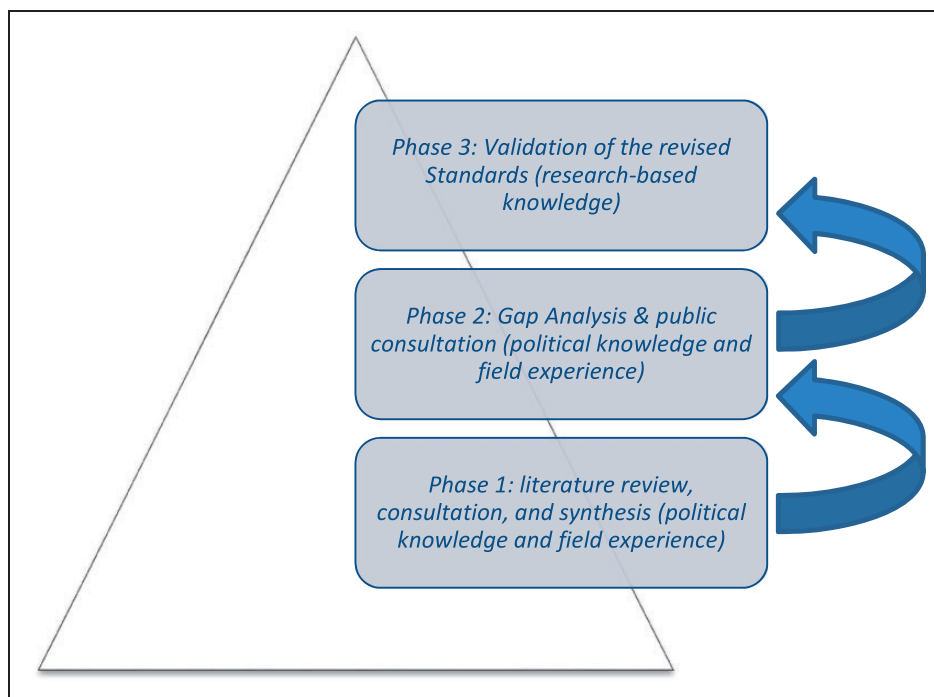 Phase 3: Validation of the revised
Standards (research-based
knowledge)
Phase 2: Gap Analysis & public
consultation (political knowledge and
field experience)
Phase 1: literature review,
consultation, and synthesis (political
knowledge and field experience)